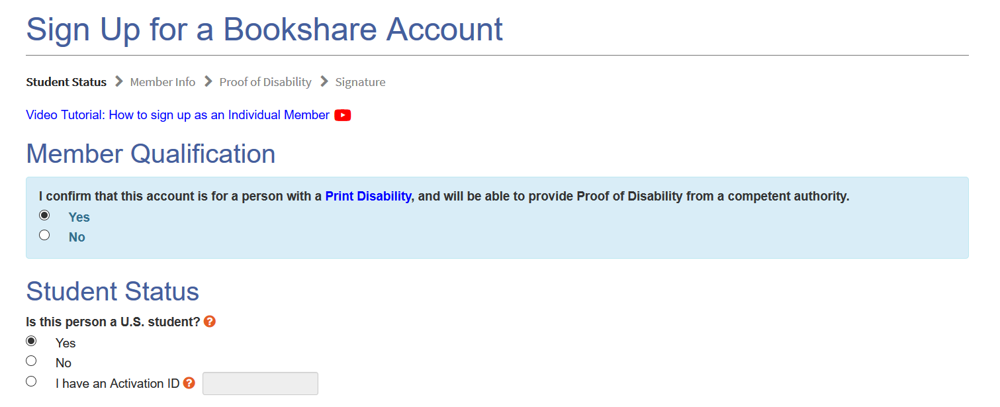 Sign Up for a Bookshare Account
Student Status > Member Info > Proof of Disability > Signature
Video Tutorial: How to sign up as an Individual Member
Member Qualification
I confirm that this account is for a person with a Print Disability, and will be able to provide Proof of Disability from a competent authority.
Yes
No
Student Status
Is this person a U.S. student? ?
Yes
No
I have an Activation ID ?